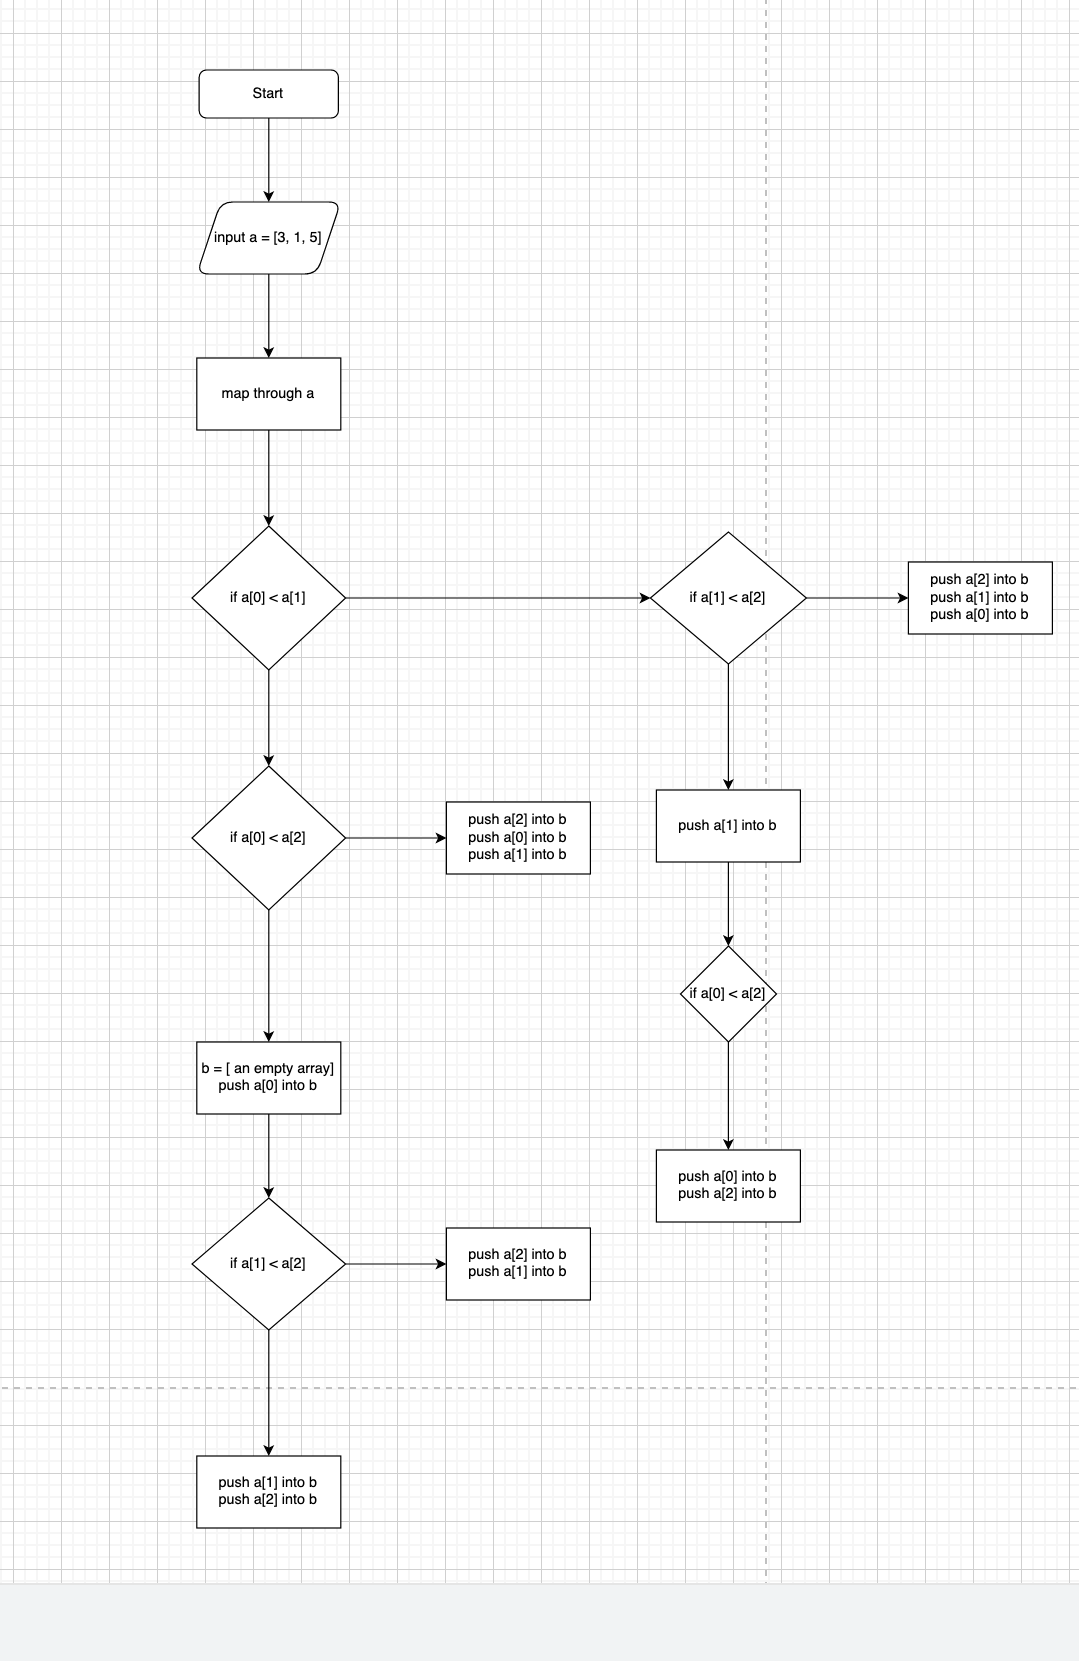 Start
input a = [3, 1, 5]
map through a
if a[0] < a[1]
if a[1] < a[2]
push a[2] into b
push a[1] into b
push a[0] into b
if a[0] < a[2]
push a[2] into b
push a[0] into b
push a[1] into b
push a[1] into b
if a[0] < a[2]
b = [ an empty array]
push a[0] into b
push a[0] into b
push a[2] into b
if a[1] < a[2]
push a[2] into b
push a[1] into b
push a[1] into b
push a[2] into b